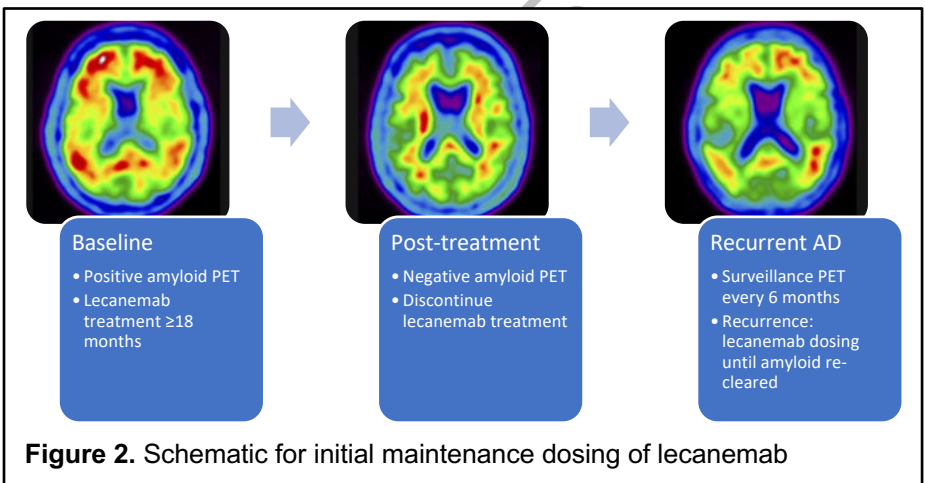 Baseline
• Positive amyloid PET
• Lecanemab
treatment ≥18
months
Post-treatment
• Negative amyloid PET
• Discontinue
lecanemab treatment
Recurrent AD
• Surveillance PET
every 6 months
• Recurrence:
lecanemab dosing
until amyloid re-
cleared
Figure 2. Schematic for initial maintenance dosing of lecanemab